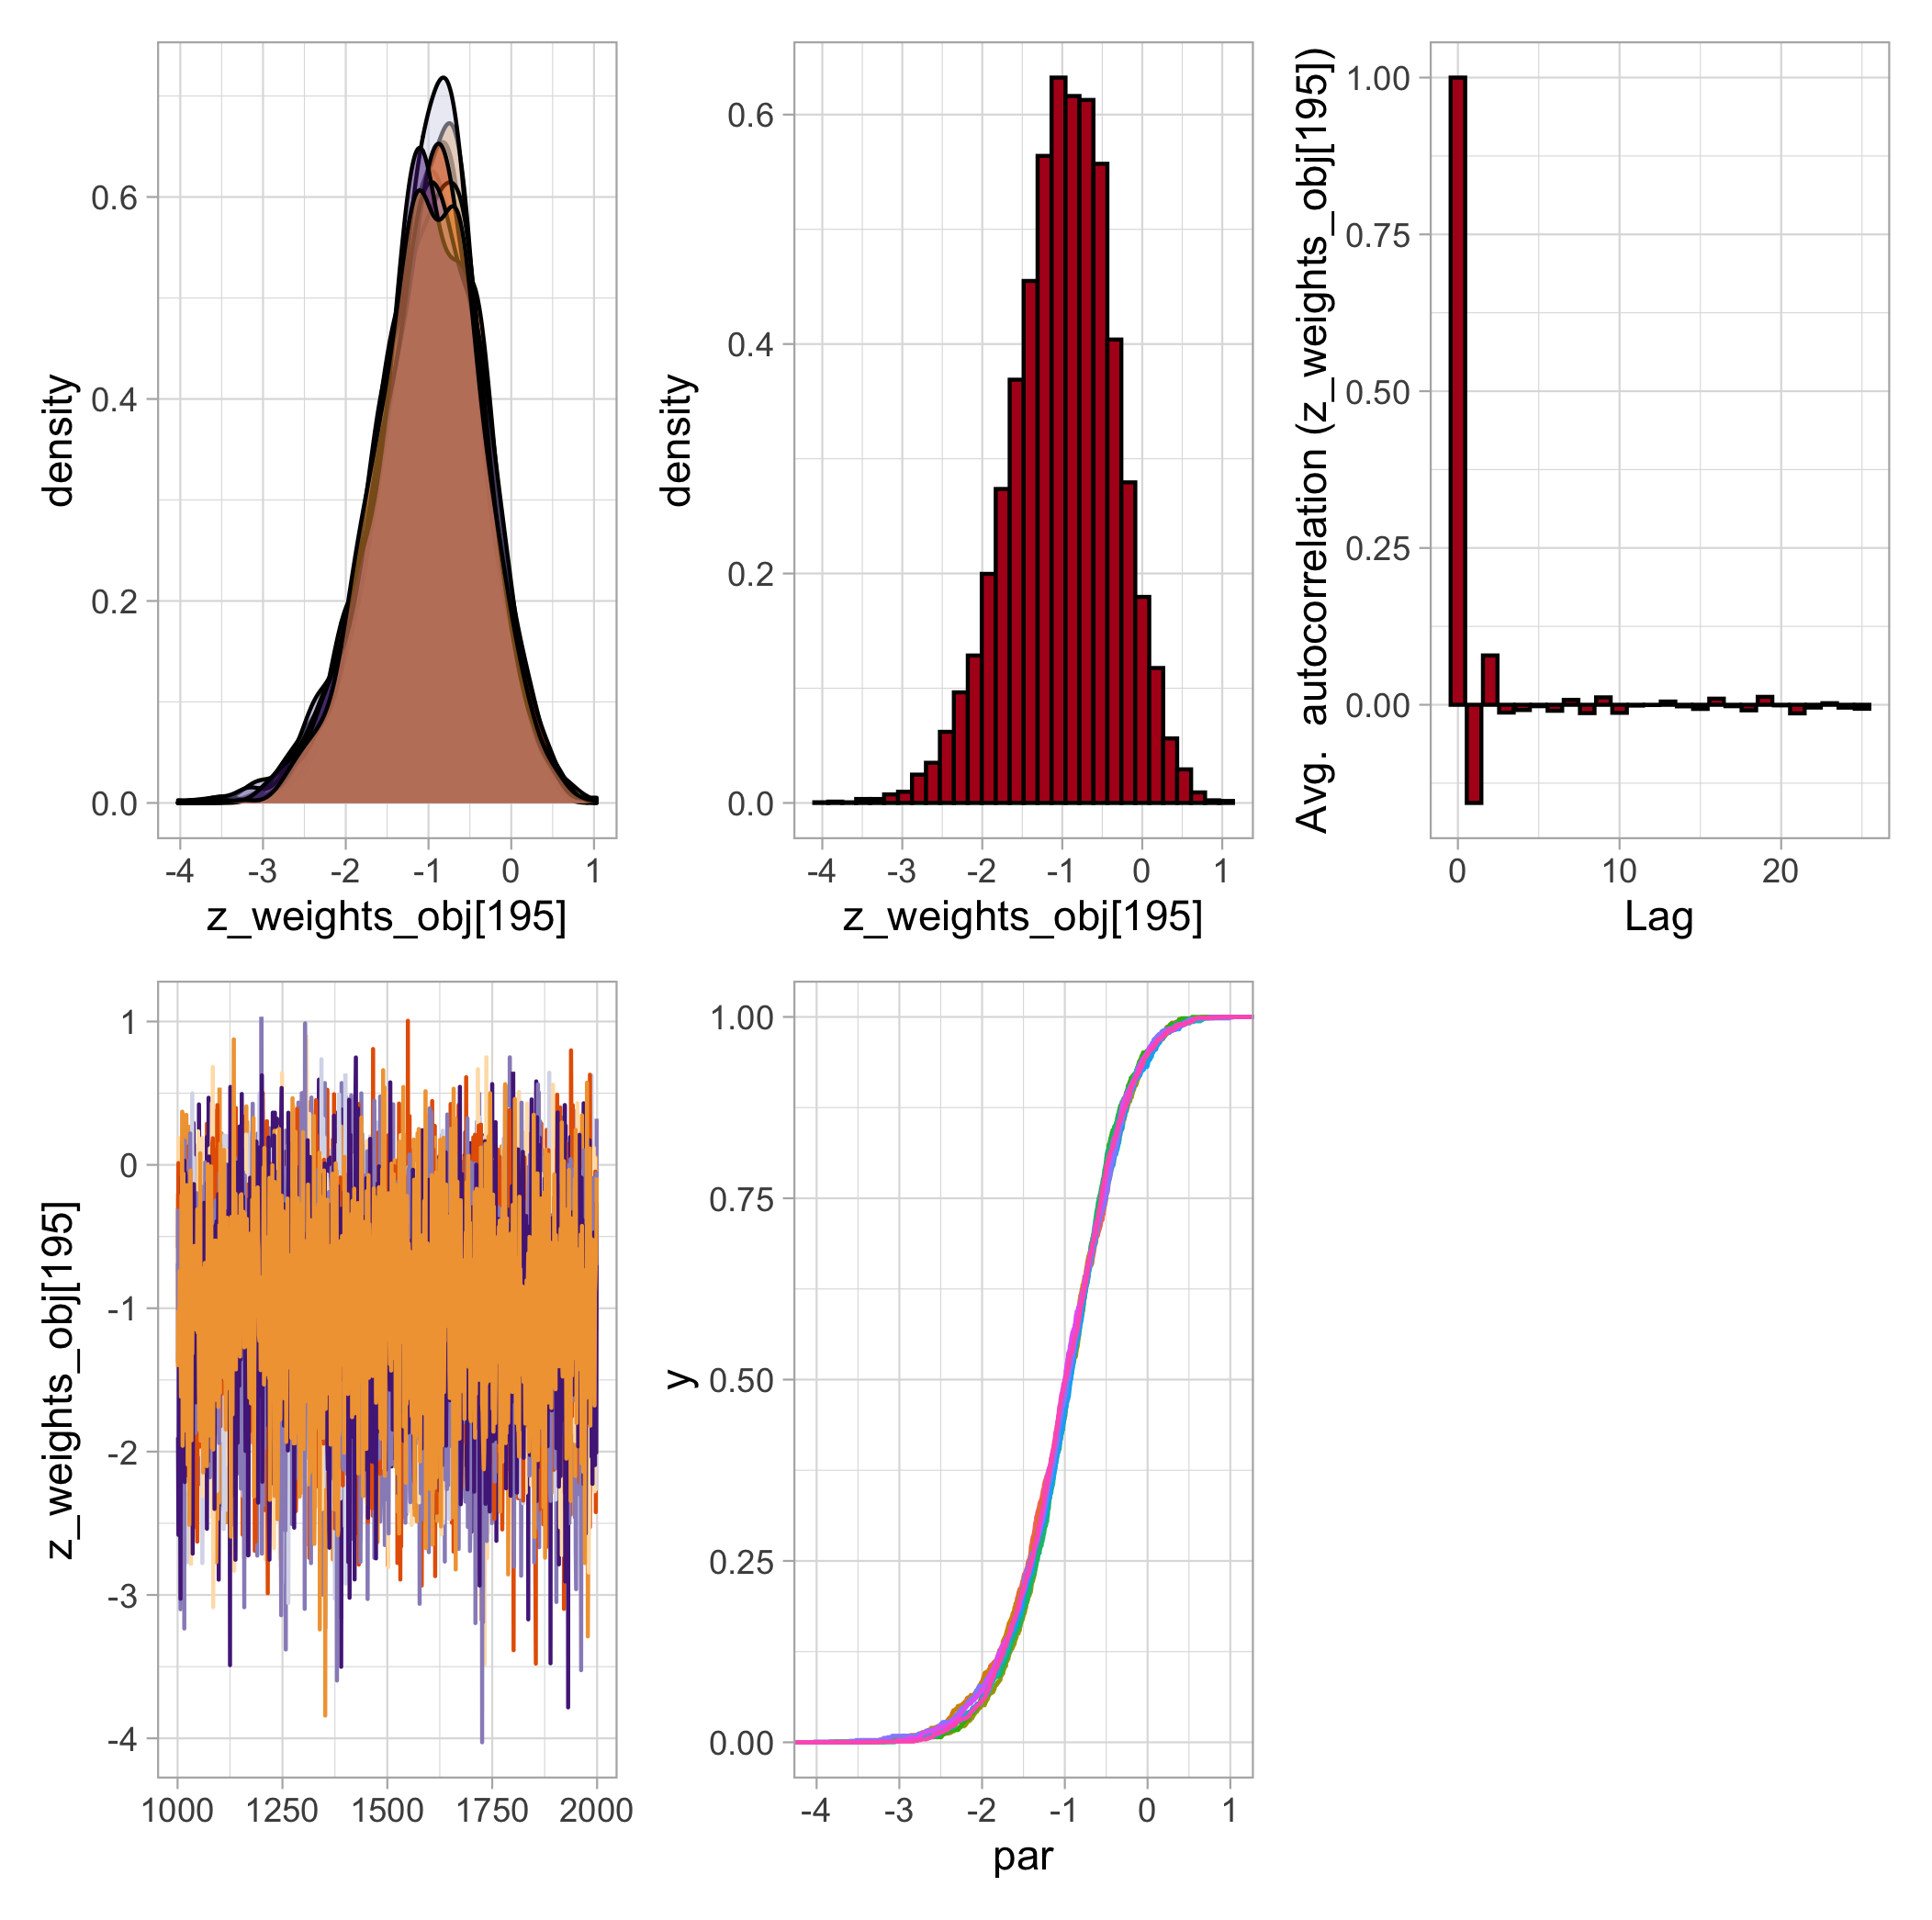 density
0.6
0.4
0.2
0.0
-4 -3 -2 -1 0 1
z_weights_obj[195]
density
0.6
0.4
0.2
0.0
-4 -3 -2 -1 0 1
z_weights_obj[195]
Avg. autocorrelation (z_weights_obj[195])
1.00
0.75
0.50
0.25
0.00
0 10 20
Lag
z_weights_obj[195]
1
0
-1
-2
-3
-4
1000 1250 1500 1750 2000
y
1.00
0.75
0.50
0.25
0.00
-4 -3 -2 -1 0 1
par